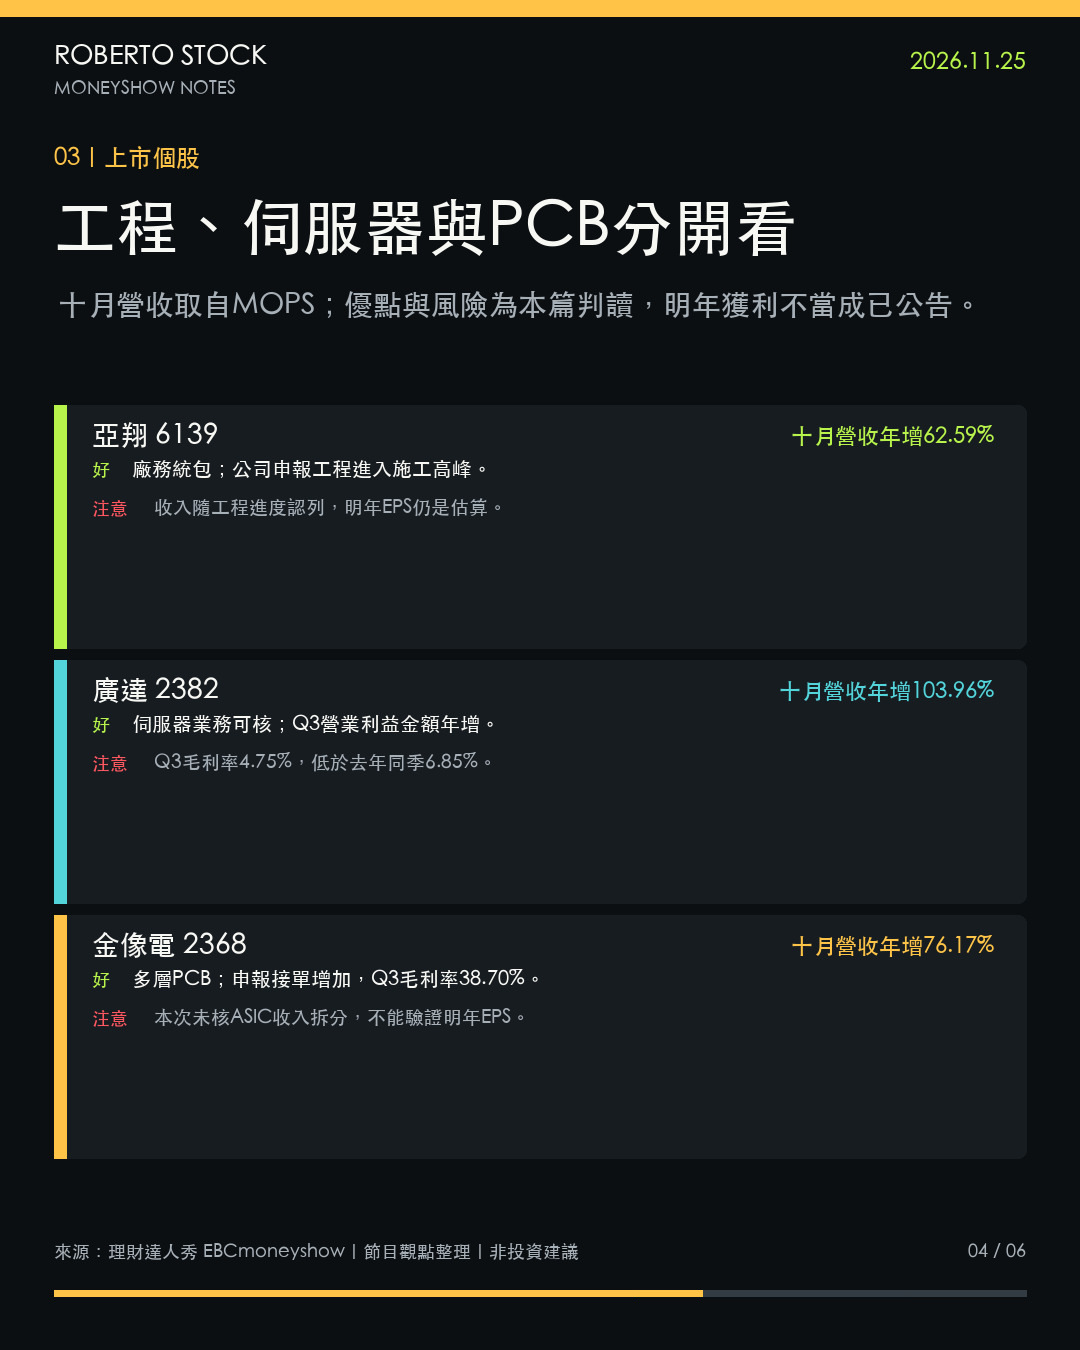 ROBERTO STOCK
2026.11.25
MONEYSHOW NOTES
03｜上市個股
工程、伺服器與PCB分開看
十月營收取自MOPS；優點與風險為本篇判讀，明年獲利不當成已公告。
亞翔 6139
十月營收年增62.59%
好 廠務統包；公司申報工程進入施工高峰。
注意 收入隨工程進度認列，明年EPS仍是估算。
廣達 2382
十月營收年增103.96%
好 伺服器業務可核；Q3營業利益金額年增。
注意 Q3毛利率4.75%，低於去年同季6.85%。
金像電 2368
十月營收年增76.17%
好 多層PCB；申報接單增加，Q3毛利率38.70%。
注意 本次未核ASIC收入拆分，不能驗證明年EPS。
來源：理財達人秀 EBCmoneyshow｜節目觀點整理｜非投資建議
04 / 06